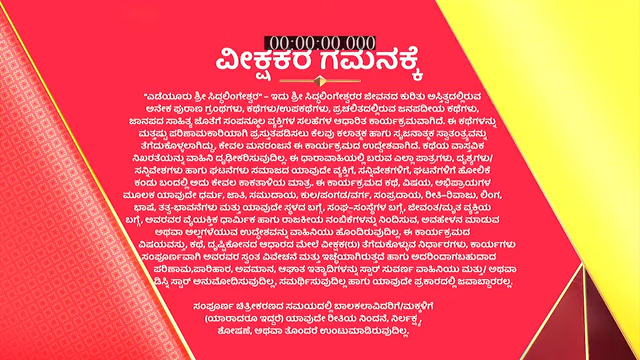 00:00:00.000
ವೀಕ್ಷಕರ ಗಮನಕ್ಕೆ
"ಎಡೆಯೂರು ಶ್ರೀ ಸಿದ್ಧಲಿಂಗೇಶ್ವರ" – ಇದು ಶ್ರೀ ಸಿದ್ಧಲಿಂಗೇಶ್ವರರ ಜೀವನದ ಕುರಿತು ಅಸ್ತಿತ್ವದಲ್ಲಿರುವ
ಅನೇಕ ಪುರಾಣ ಗ್ರಂಥಗಳು, ಕಥೆಗಳು/ಉಪಕಥೆಗಳು, ಪ್ರಚಲಿತದಲ್ಲಿರುವ ಜನಪದೀಯ ಕಥೆಗಳು,
ಜಾನಪದ ಸಾಹಿತ್ಯ ಜೊತೆಗೆ ಸಂಪನ್ಮೂಲ ವ್ಯಕ್ತಿಗಳ ಸಲಹೆಗಳ ಆಧಾರಿತ ಕಾರ್ಯಕ್ರಮವಾಗಿದೆ. ಈ ಕಥೆಗಳನ್ನು
ಮತ್ತಷ್ಟು ಪರಿಣಾಮಕಾರಿಯಾಗಿ ಪ್ರಸ್ತುತಪಡಿಸಲು ಕೆಲವು ಕಲಾತ್ಮಕ ಹಾಗು ಸೃಜನಾತ್ಮಕ ಸ್ವಾತಂತ್ರ್ಯವನ್ನು
ತೆಗೆದುಕೊಳ್ಳಲಾಗಿದ್ದು, ಕೇವಲ ಮನರಂಜನೆ ಈ ಕಾರ್ಯಕ್ರಮದ ಉದ್ದೇಶವಾಗಿದೆ. ಕಥೆಯ ವಾಸ್ತವಿಕ
ನಿಖರತೆಯನ್ನು ವಾಹಿನಿ ದೃಢೀಕರಿಸುವುದಿಲ್ಲ. ಈ ಧಾರಾವಾಹಿಯಲ್ಲಿ ಬರುವ ಎಲ್ಲಾ ಪಾತ್ರಗಳು, ದೃಶ್ಯಗಳು/
ಸನ್ನಿವೇಶಗಳು ಹಾಗು ಘಟನೆಗಳು ಸಮಾಜದ ಯಾವುದೇ ವ್ಯಕ್ತಿಗೆ, ಸನ್ನಿವೇಶಗಳಿಗೆ, ಘಟನೆಗಳಿಗೆ ಹೋಲಿಕೆ
ಕಂಡು ಬಂದಲ್ಲಿ ಅದು ಕೇವಲ ಕಾಕತಾಳಿಯ ಮಾತ್ರ. ಈ ಕಾರ್ಯಕ್ರಮದ ಕಥೆ, ವಿಷಯ, ಅಭಿಪ್ರಾಯಗಳ
ಮೂಲಕ ಯಾವುದೇ ಧರ್ಮ, ಜಾತಿ, ಸಮುದಾಯ, ಕುಲ/ಪಂಗಡ/ವರ್ಗ, ಸಂಪ್ರದಾಯ, ರೀತಿ-ರಿವಾಜು, ಲಿಂಗ,
ಭಾಷೆ, ತತ್ವ-ಭಾವನೆಗಳು ಮತ್ತು ಯಾವುದೇ ಸ್ಥಳದ ಬಗ್ಗೆ, ಸಂಘ-ಸಂಸ್ಥೆಗಳ ಬಗ್ಗೆ, ಜೀವಂತ/ಮೃತ ವ್ಯಕ್ತಿಯ
ಬಗ್ಗೆ, ಅವರವರ ವೈಯಕ್ತಿಕ ಧಾರ್ಮಿಕ ಹಾಗು ರಾಜಕೀಯ ನಂಬಿಕೆಗಳನ್ನು ನಿಂದಿಸುವ, ಅವಹೇಳನ ಮಾಡುವ
ಅಥವಾ ಅಲ್ಲಗಳೆಯುವ ಉದ್ದೇಶವನ್ನು ವಾಹಿನಿಯು ಹೊಂದಿರುವುದಿಲ್ಲ. ಈ ಕಾರ್ಯಕ್ರಮದ
ವಿಷಯವಸ್ತು, ಕಥೆ, ದೃಷ್ಟಿಕೋನದ ಆಧಾರದ ಮೇಲೆ ವೀಕ್ಷಕ(ರು) ತೆಗೆದುಕೊಳ್ಳುವ ನಿರ್ಧಾರಗಳು, ಕಾರ್ಯಗಳು
ಸಂಪೂರ್ಣವಾಗಿ ಅವರವರ ಸ್ವಂತ ವಿವೇಚನೆ ಮತ್ತು ಇಚ್ಛೆಯಾಗಿರುತ್ತದೆ ಹಾಗು ಅದರಿಂದಾಗಬಹುದಾದ
ಪರಿಣಾಮ,ಪಾರಿಹಾರ, ಅವಮಾನ, ಆಘಾತ ಇತ್ಯಾದಿಗಳನ್ನು ಸ್ಟಾರ್ ಸುವರ್ಣ ವಾಹಿನಿಯು ಮತ್ತು/ ಅಥವಾ
ಡಿಸ್ನಿ ಸ್ಟಾರ್ ಅನುಮೋದಿಸುವುದಿಲ್ಲ, ಸಮರ್ಥಿಸುವುದಿಲ್ಲ ಹಾಗು ಯಾವುದೇ ಪ್ರಕಾರದಲ್ಲಿ ಜವಾಬ್ದಾರರಲ್ಲ.
ಸಂಪೂರ್ಣ ಚಿತ್ರೀಕರಣದ ಸಮಯದಲ್ಲಿ ಬಾಲಕಲಾವಿದರಿಗೆ/ಮಕ್ಕಳಿಗೆ
(ಯಾರಾದರೂ ಇದ್ದರೆ) ಯಾವುದೇ ರೀತಿಯ ನಿಂದನೆ, ನಿರ್ಲಕ್ಷ್ಯ,
ಶೋಷಣೆ, ಅಥವಾ ತೊಂದರೆ ಉಂಟುಮಾಡಿರುವುದಿಲ್ಲ.